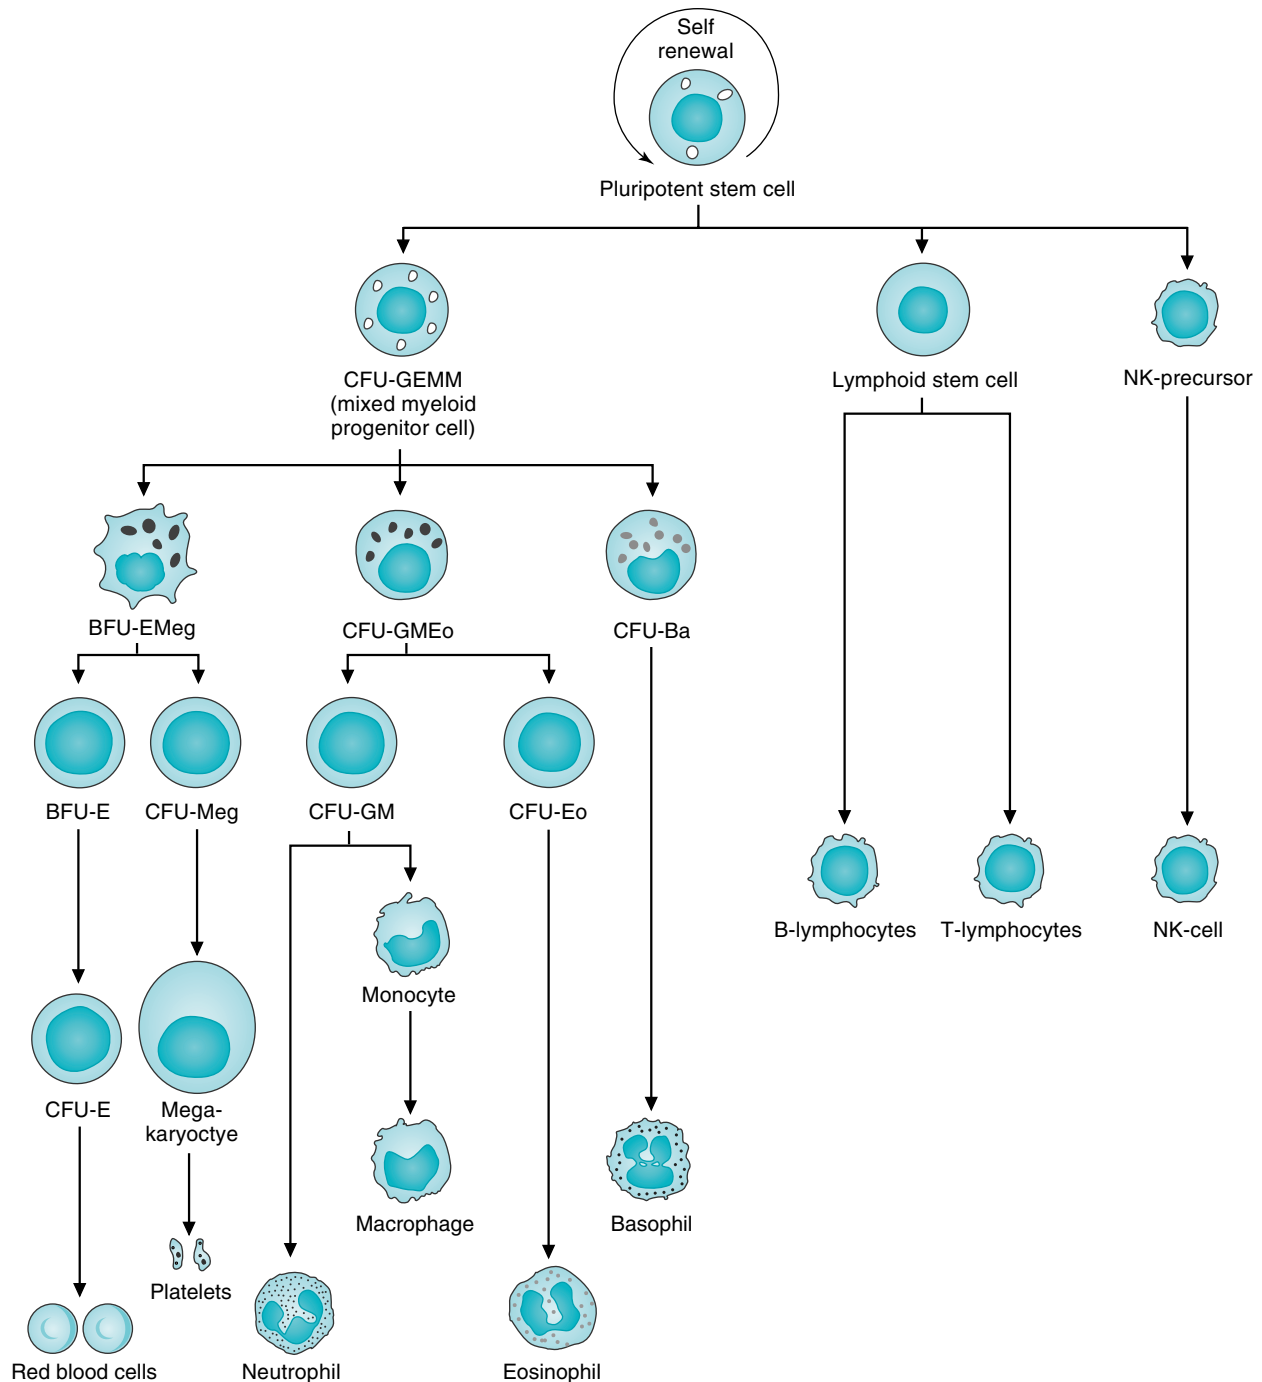 Self
renewal
Pluripotent stem cell
CFU-GEMM
(mixed myeloid
progenitor cell)
Lymphoid stem cell
NK-precursor
BFU-EMeg
CFU-GMEo
CFU-Ba
BFU-E
CFU-Meg
CFU-GM
CFU-Eo
B-lymphocytes
T-lymphocytes
NK-cell
Monocyte
CFU-E
Mega-
karyoctye
Macrophage
Basophil
Platelets
Red blood cells
Neutrophil
Eosinophil